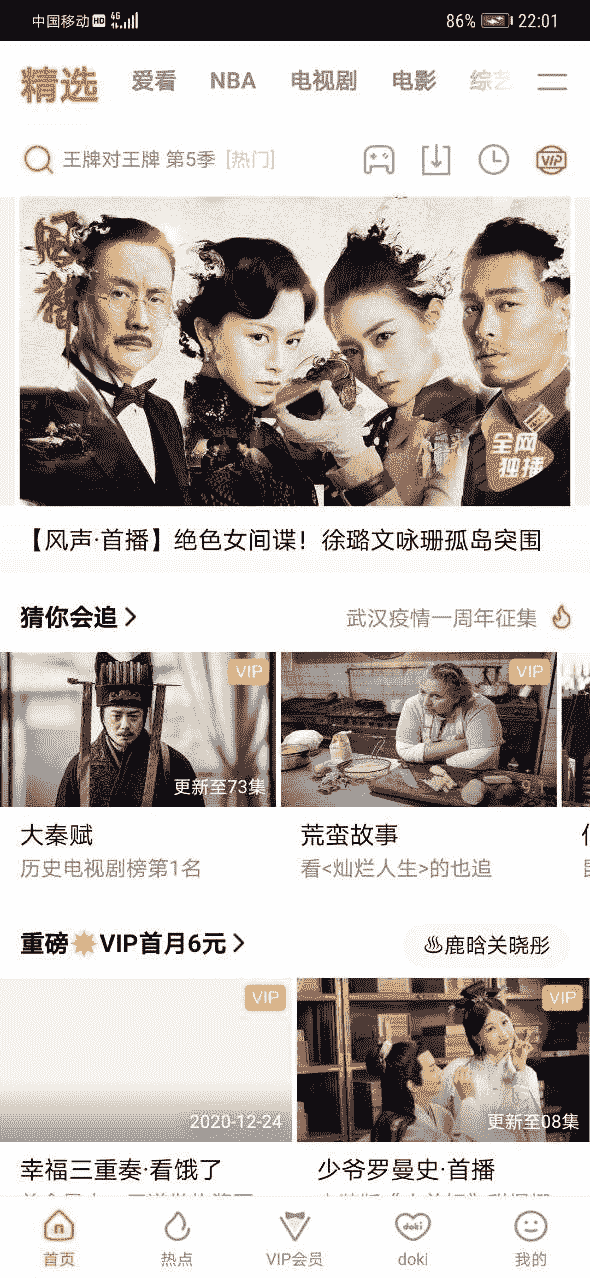 中国移动 HD 4G 86% 22:01
精选 爱看 NBA 电视剧 电影 综艺
王牌对王牌 第5季 [热门] VIP
风声
全网
独播
【风声·首播】绝色女间谍！徐璐文咏珊孤岛突围
猜你会追 武汉疫情一周年征集
VIP VIP
更新至73集 9.1
大秦赋 荒蛮故事
历史电视剧榜第1名 看<灿烂人生>的也追
重磅 VIP首月6元 鹿晗关晓彤
VIP VIP
2020-12-24 更新至08集
幸福三重奏·看饿了 少爷罗曼史·首播
首页 热点 VIP会员 doki 我的